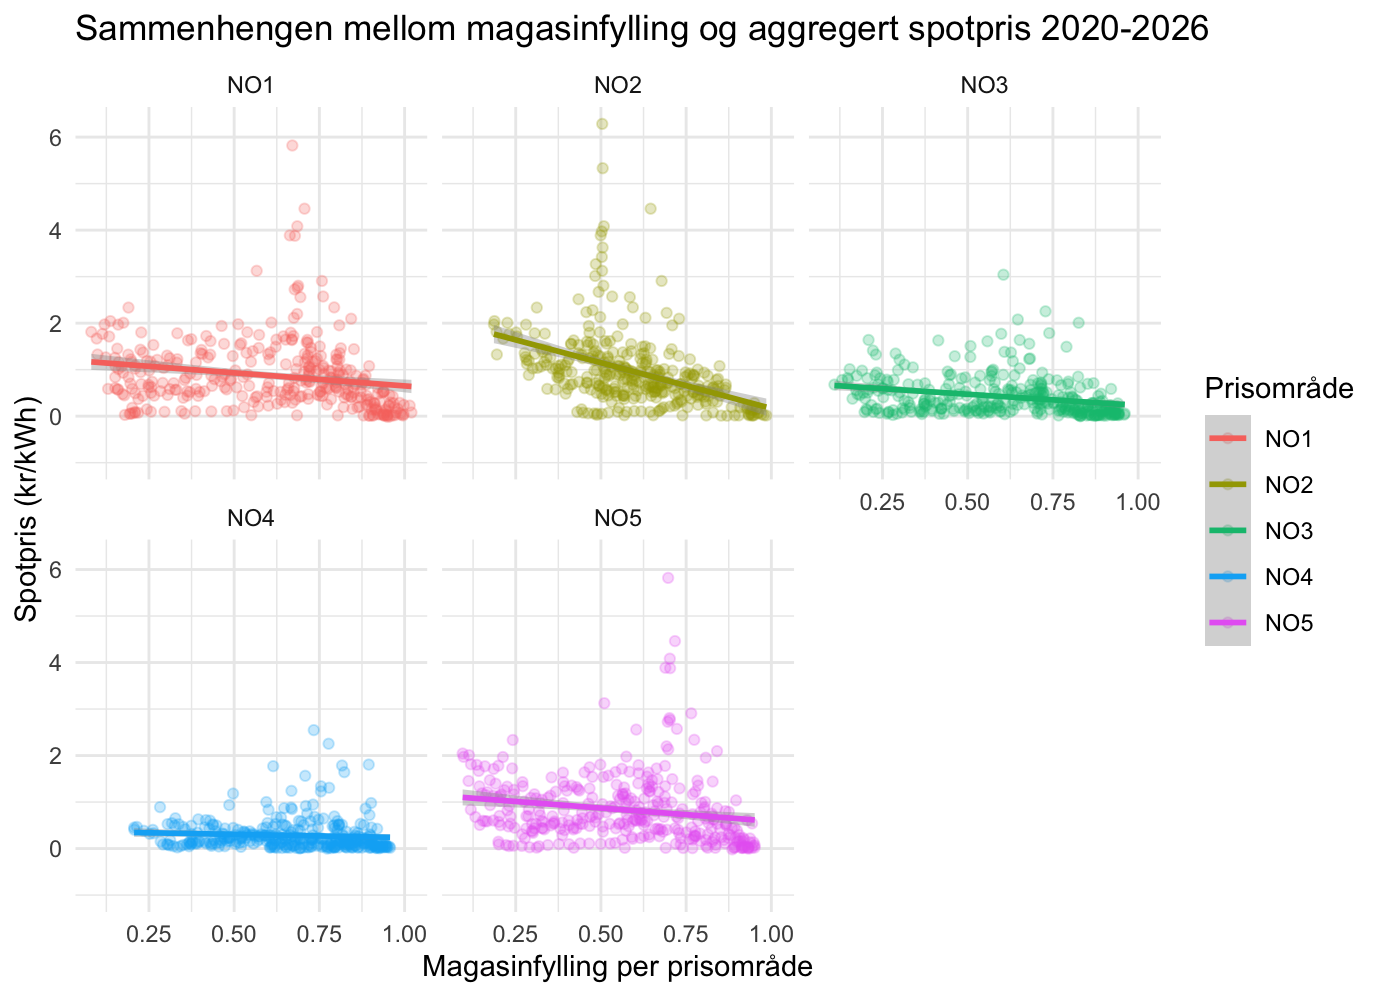 Sammenhengen mellom magasinfylling og aggregert spotpris 2020-2026
NO1
NO2
NO3
6
4
2
0
0.25 0.50 0.75 1.00
NO4
NO5
6
4
2
0
0.25 0.50 0.75 1.00
0.25 0.50 0.75 1.00
Magasinfylling per prisområde
Spotpris (kr/kWh)
Prisområde
NO1
NO2
NO3
NO4
NO5